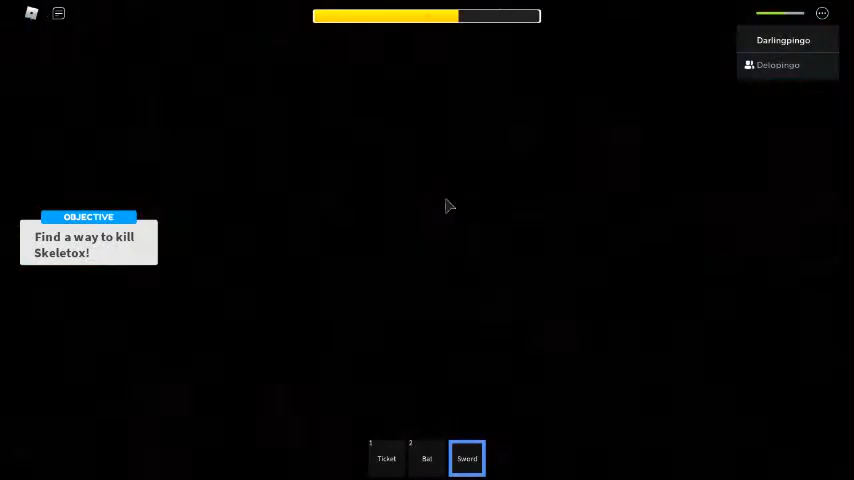 Darlingpingo
Delopingo
OBJECTIVE
Find a way to kill
Skeletox!
1
2
Ticket
Bat
Sword